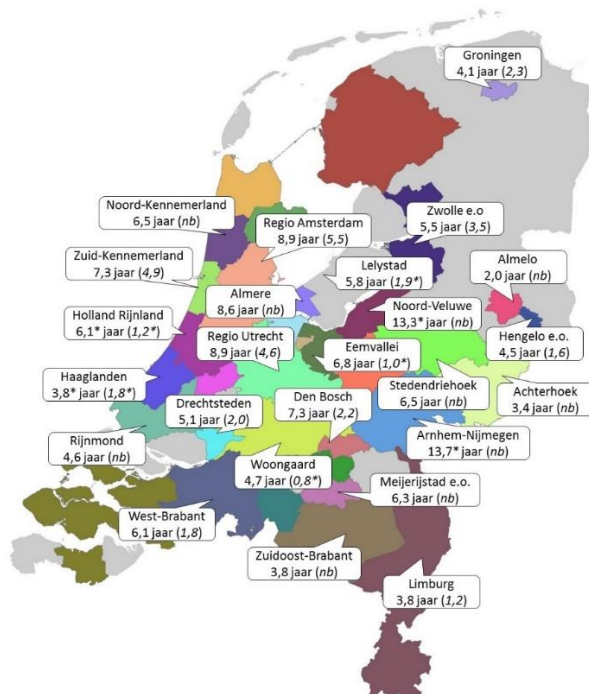 Groningen
4,1 jaar (2,3)
Noord-Kennemerland
6,5 jaar (nb)
Regio Amsterdam
8,9 jaar (5,5)
Zwolle e.o
5,5 jaar (3,5)
Zuid-Kennemerland
7,3 jaar (4,9)
Lelystad
5,8 jaar (1,9*)
Almelo
2,0 jaar (nb)
Almere
8,6 jaar (nb)
Noord-Veluwe
13,3* jaar (nb)
Holland Rijnland
6,1* jaar (1,2*)
Regio Utrecht
8,9 jaar (4,6)
Eemvallei
6,8 jaar (1,0*)
Hengelo e.o.
4,5 jaar (1,6)
Haaglanden
3,8* jaar (1,8*)
Drechtsteden
5,1 jaar (2,0)
Den Bosch
7,3 jaar (2,2)
Stedendriehoek
6,5 jaar (nb)
Achterhoek
3,4 jaar (nb)
Rijnmond
4,6 jaar (nb)
Woongaard
4,7 jaar (0,8*)
Arnhem-Nijmegen
13,7* jaar (nb)
Meijerijstad e.o.
6,3 jaar (nb)
West-Brabant
6,1 jaar (1,8)
Zuidoost-Brabant
3,8 jaar (nb)
Limburg
3,8 jaar (1,2)